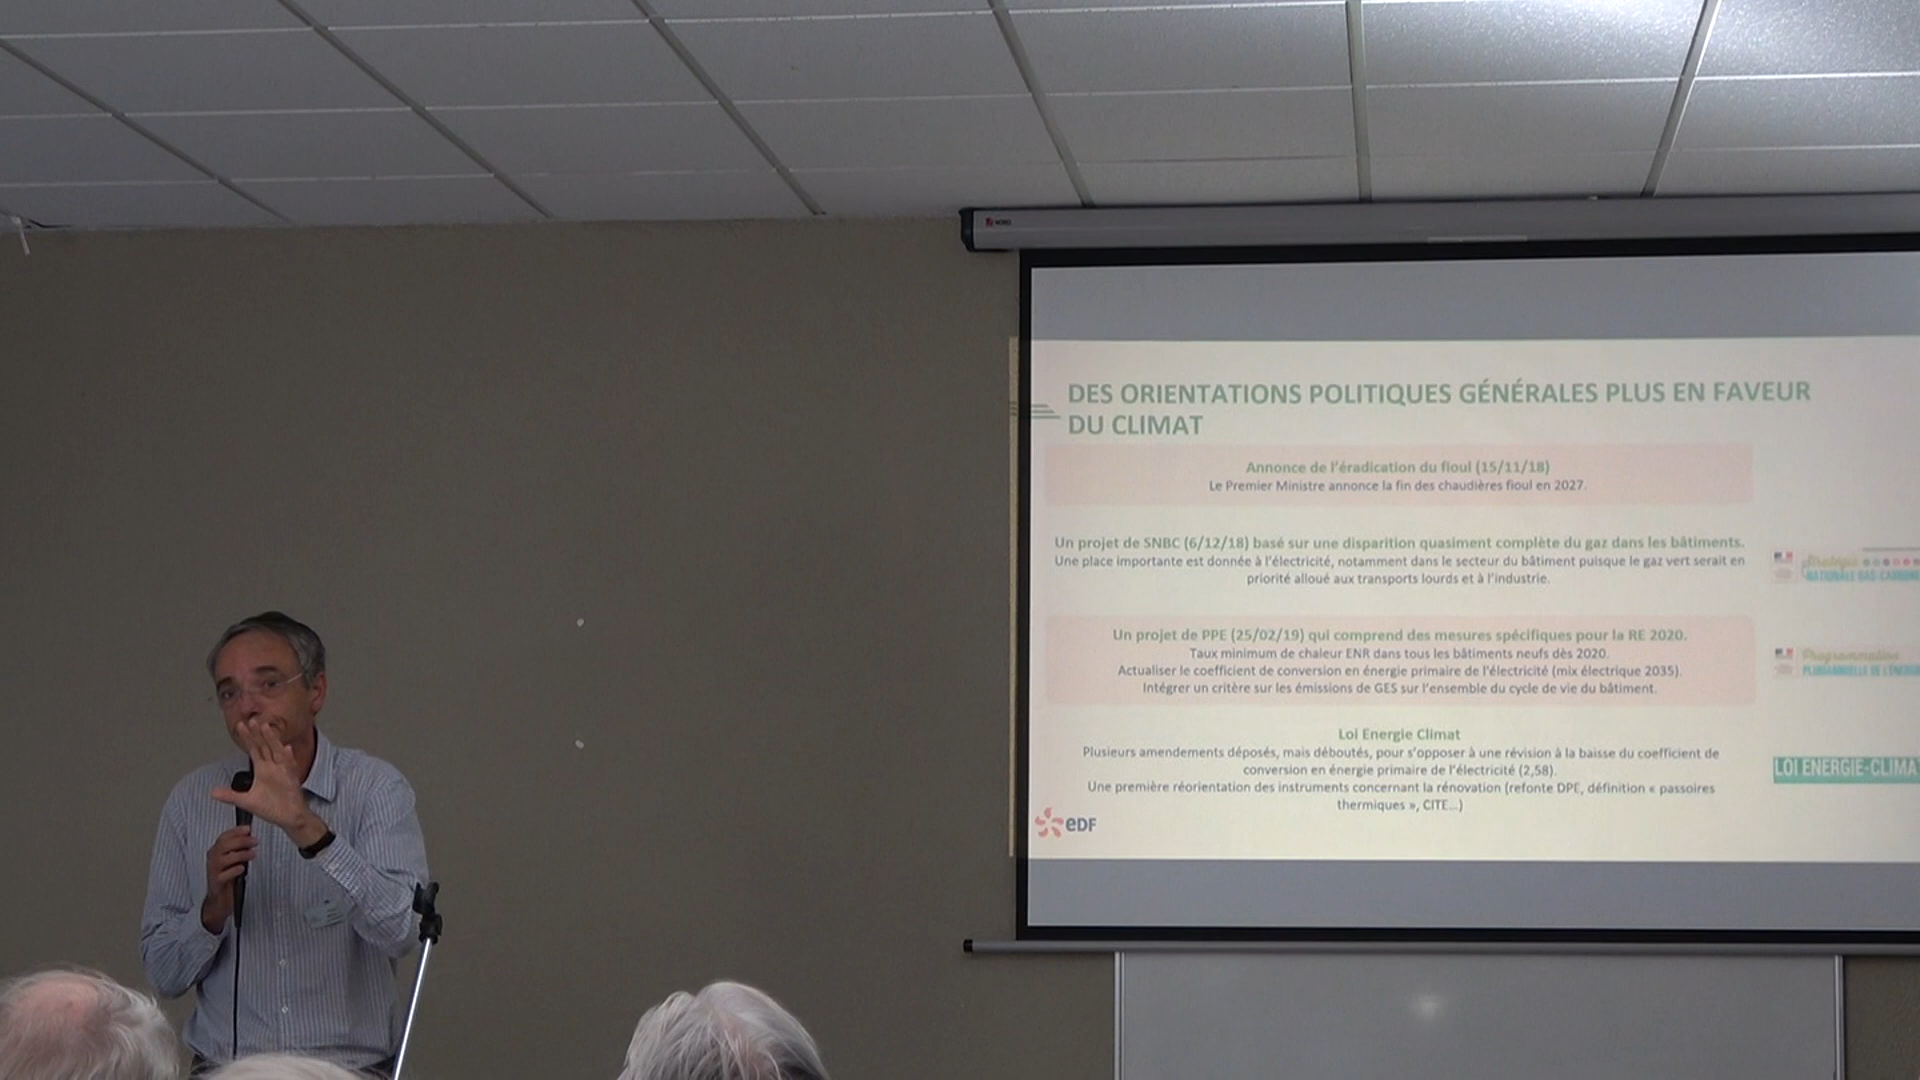 DES ORIENTATIONS POLITIQUES GÉNÉRALES PLUS EN FAVEUR
DU CLIMAT
Annonce de l'éradication du fioul (15/11/18)
Le Premier Ministre annonce la fin des chaudières fioul en 2027.
Un projet de SNBC (6/12/18) basé sur une disparition quasiment complète du gaz dans les bâtiments.
Une place importante est donnée à l'électricité, notamment dans le secteur du bâtiment puisque le gaz vert serait en
priorité alloué aux transports lourds et à l'industrie.
Stratégie
NATIONALE BAS-CARBONE
Un projet de PPE (25/02/19) qui comprend des mesures spécifiques pour la RE 2020.
Taux minimum de chaleur ENR dans tous les bâtiments neufs dès 2020.
Actualiser le coefficient de conversion en énergie primaire de l'électricité (mix électrique 2035).
Intégrer un critère sur les émissions de GES sur l'ensemble du cycle de vie du bâtiment.
Programmation
PLURIANNUELLE DE L'ÉNERGIE
Loi Energie Climat
Plusieurs amendements déposés, mais déboutés, pour s'opposer à une révision à la baisse du coefficient de
conversion en énergie primaire de l'électricité (2,58).
Une première réorientation des instruments concernant la rénovation (refonte DPE, définition « passoires
thermiques », CITE...)
LOI ENERGIE-CLIMA
eDF